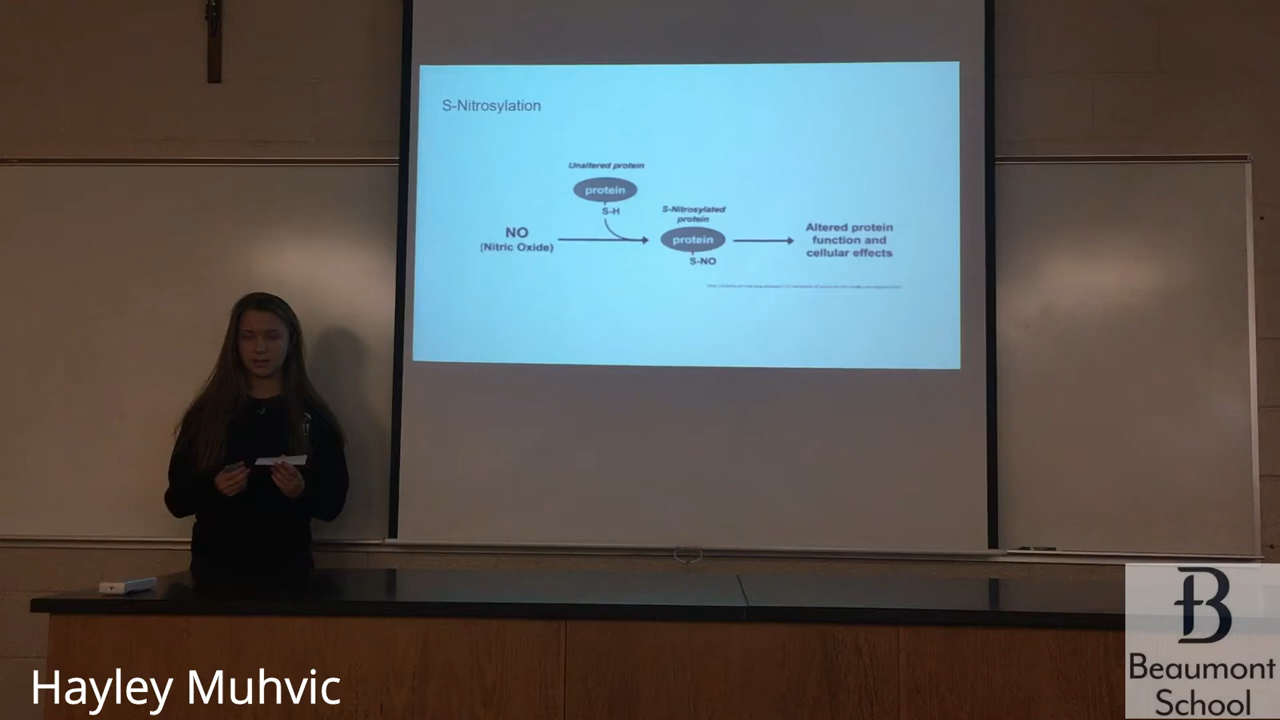 S-Nitrosylation
Unaltered protein
protein
S-H
NO
(Nitric Oxide)
S-Nitrosylated
protein
protein
S-NO
Altered protein
function and
cellular effects
Hayley Muhvic
B
Beaumont
School